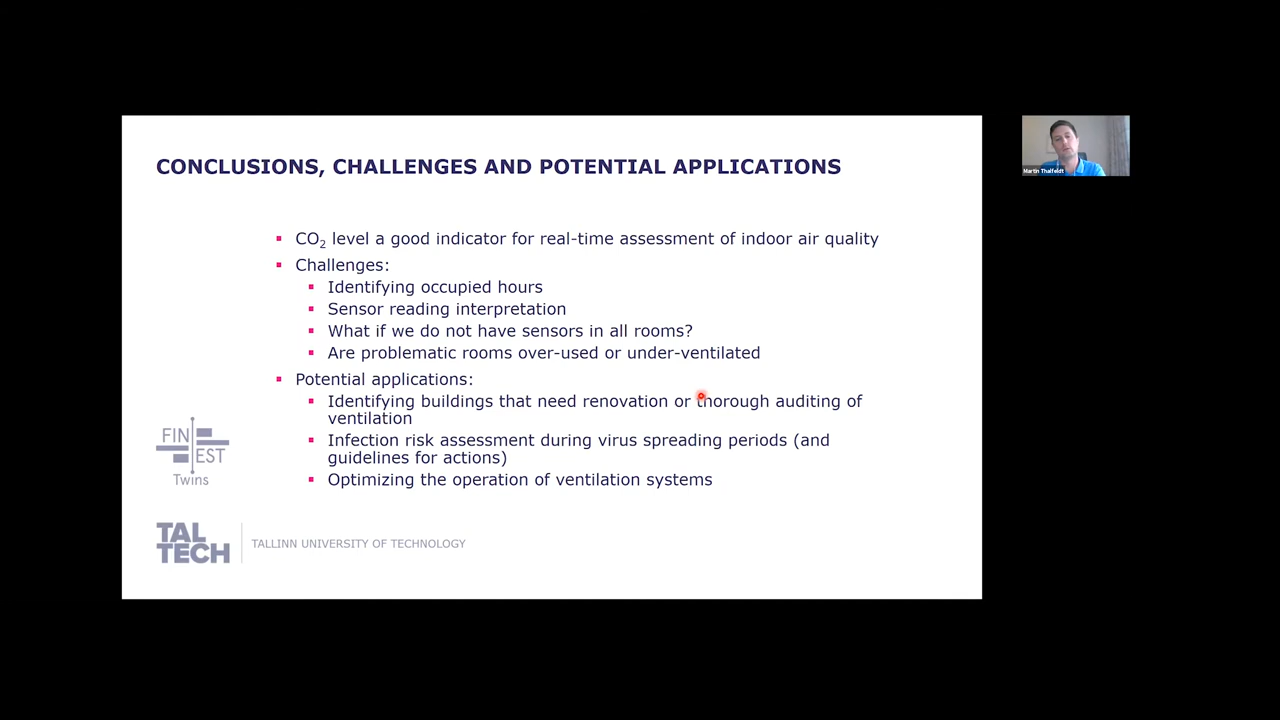 CONCLUSIONS, CHALLENGES AND POTENTIAL APPLICATIONS
Martin Thalfeldt
CO₂ level a good indicator for real-time assessment of indoor air quality
Challenges:
Identifying occupied hours
Sensor reading interpretation
What if we do not have sensors in all rooms?
Are problematic rooms over-used or under-ventilated
Potential applications:
Identifying buildings that need renovation or thorough auditing of
ventilation
Infection risk assessment during virus spreading periods (and
guidelines for actions)
Optimizing the operation of ventilation systems
FIN
EST
Twins
TAL
TECH
TALLINN UNIVERSITY OF TECHNOLOGY